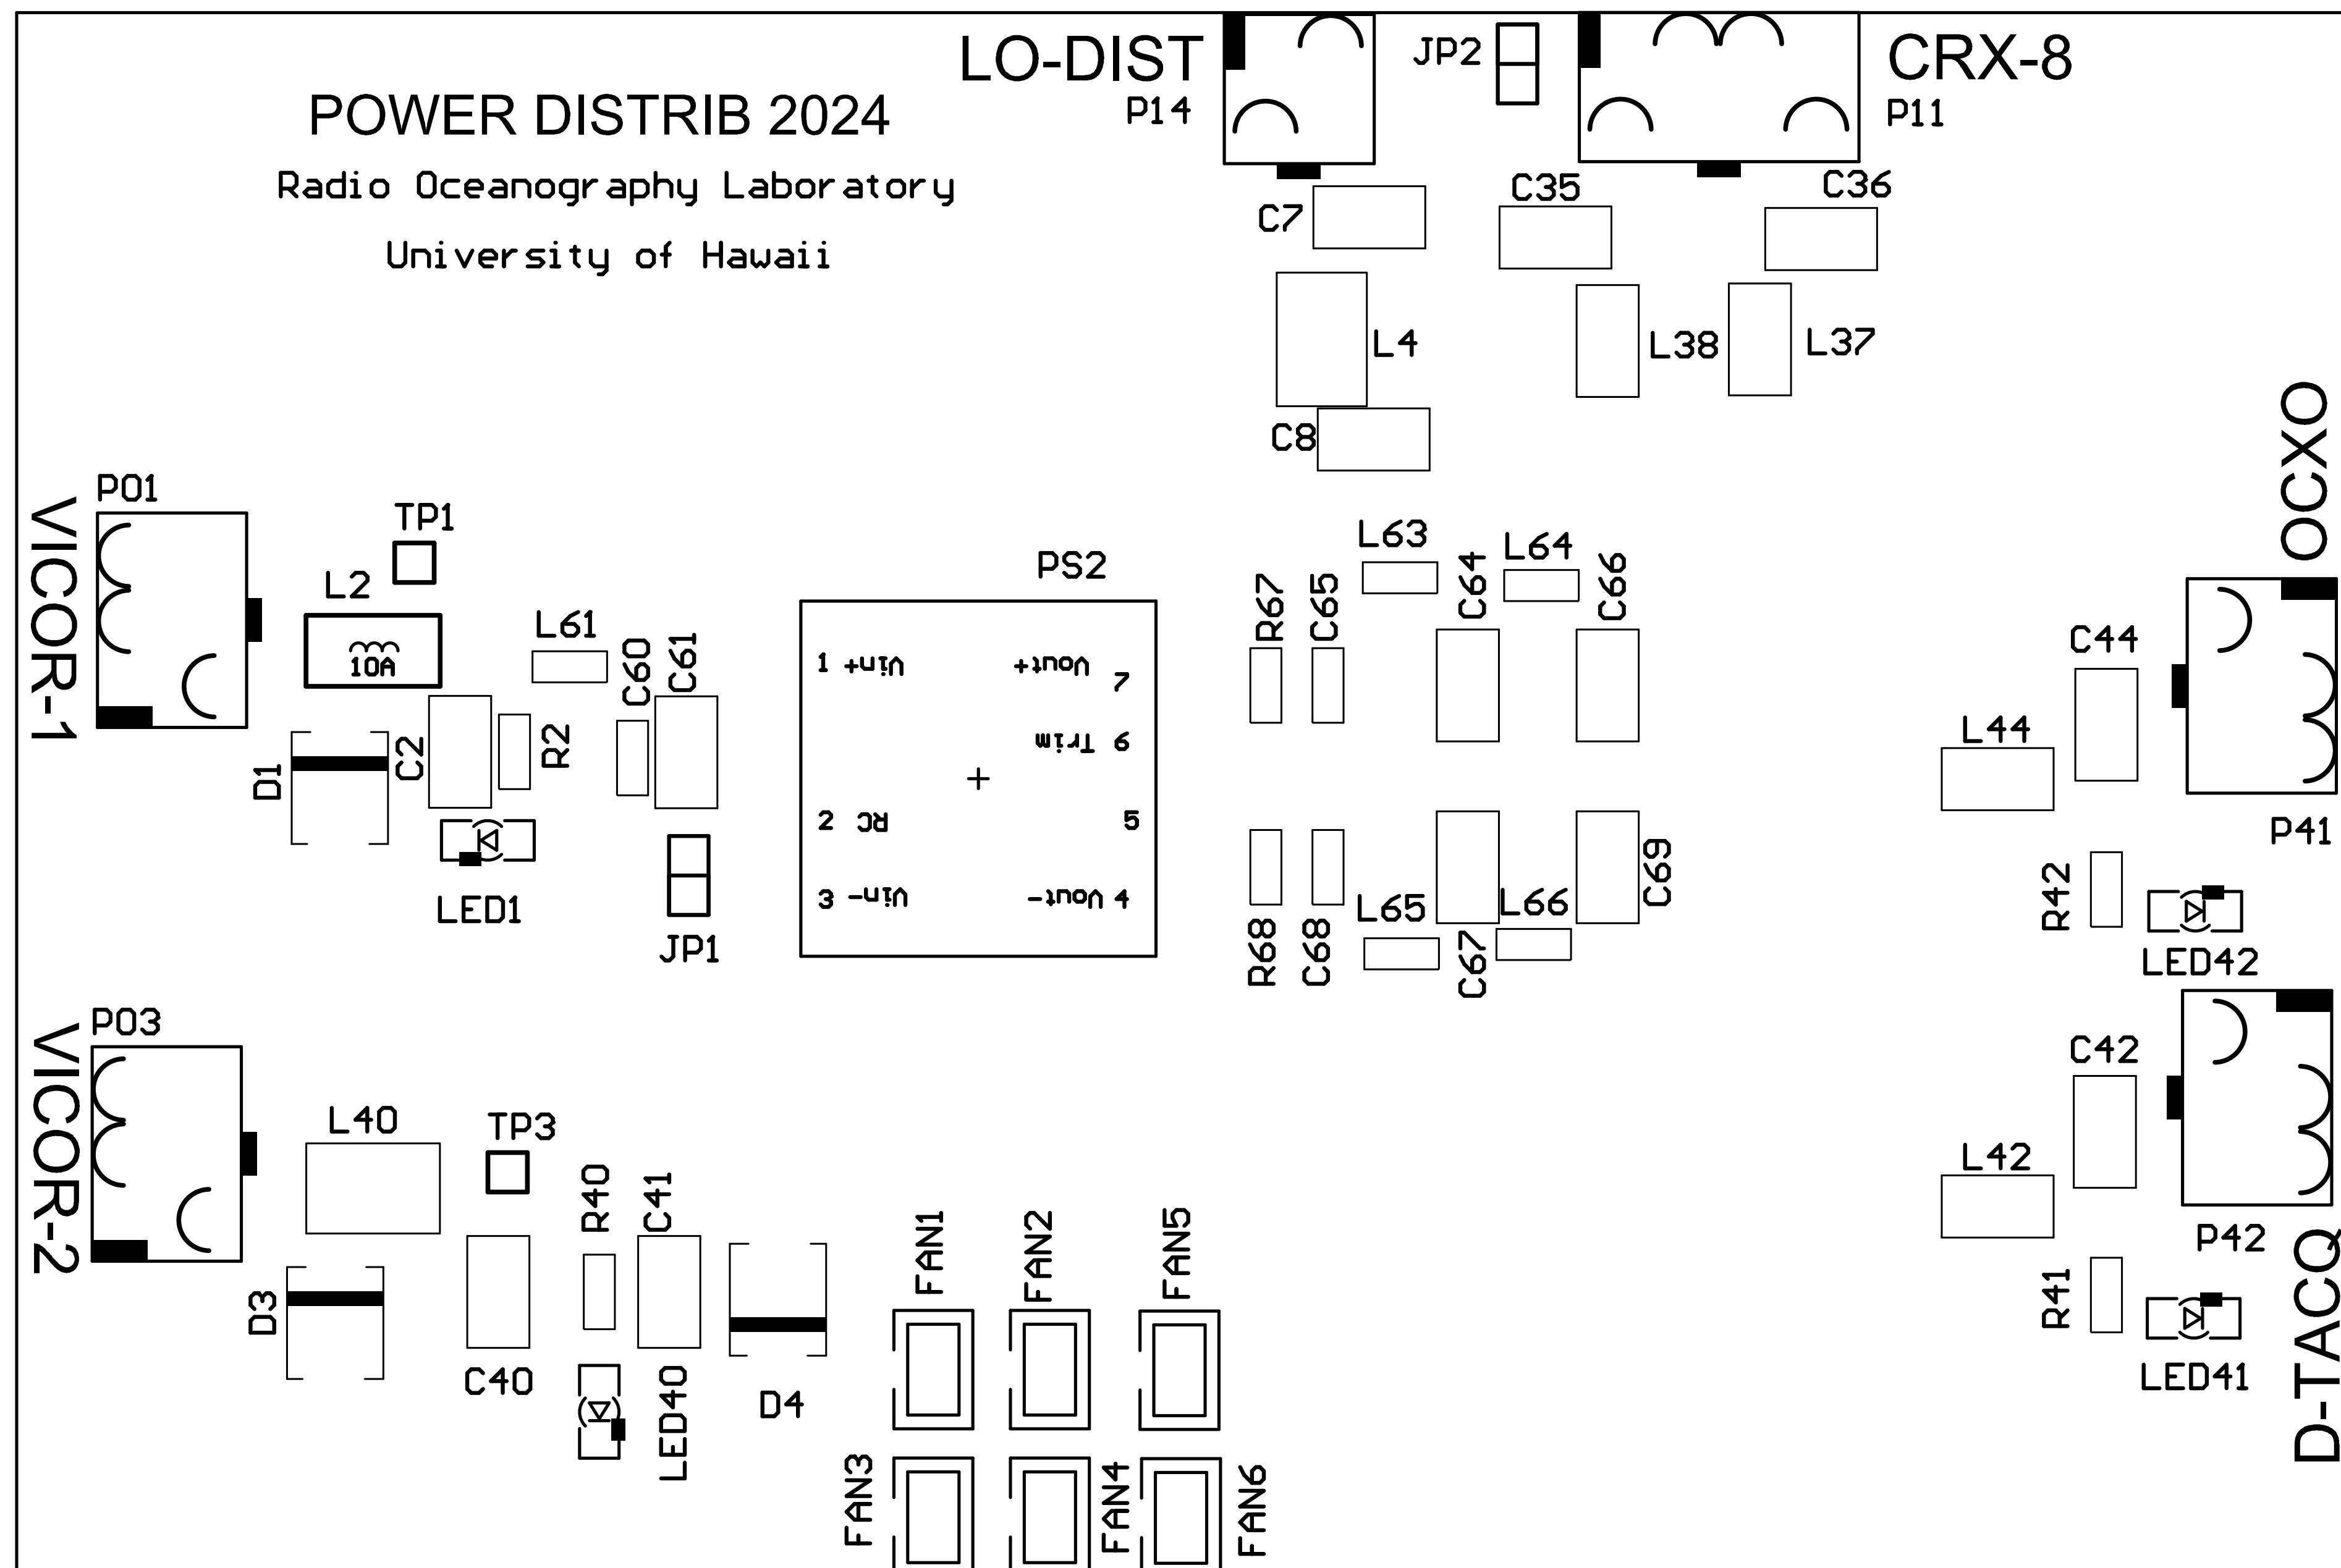 LO-DIST
P14
JP2
CRX-8
P11
POWER DISTRIB 2024
Radio Oceanography Laboratory
University of Hawaii
C7
C35
C36
L4
L38
L37
C8
OCXO
P01
VICOR-1
TP1
L2
10A
L61
C60
C61
D1
C2
R2
LED1
JP1
PS2
1 Vin+
Vout+ 7
Trim 6
2 RC
5
3 Vin-
Vout- 4
R67
C65
L63
C64
L64
C66
R68
C68
L65
C67
L66
C69
C44
L44
P41
R42
LED42
P03
VICOR-2
L40
TP3
R40
C41
D3
C40
LED40
D4
FAN1
FAN2
FAN5
FAN3
FAN4
FAN6
C42
L42
P42
R41
LED41
D-TACQ